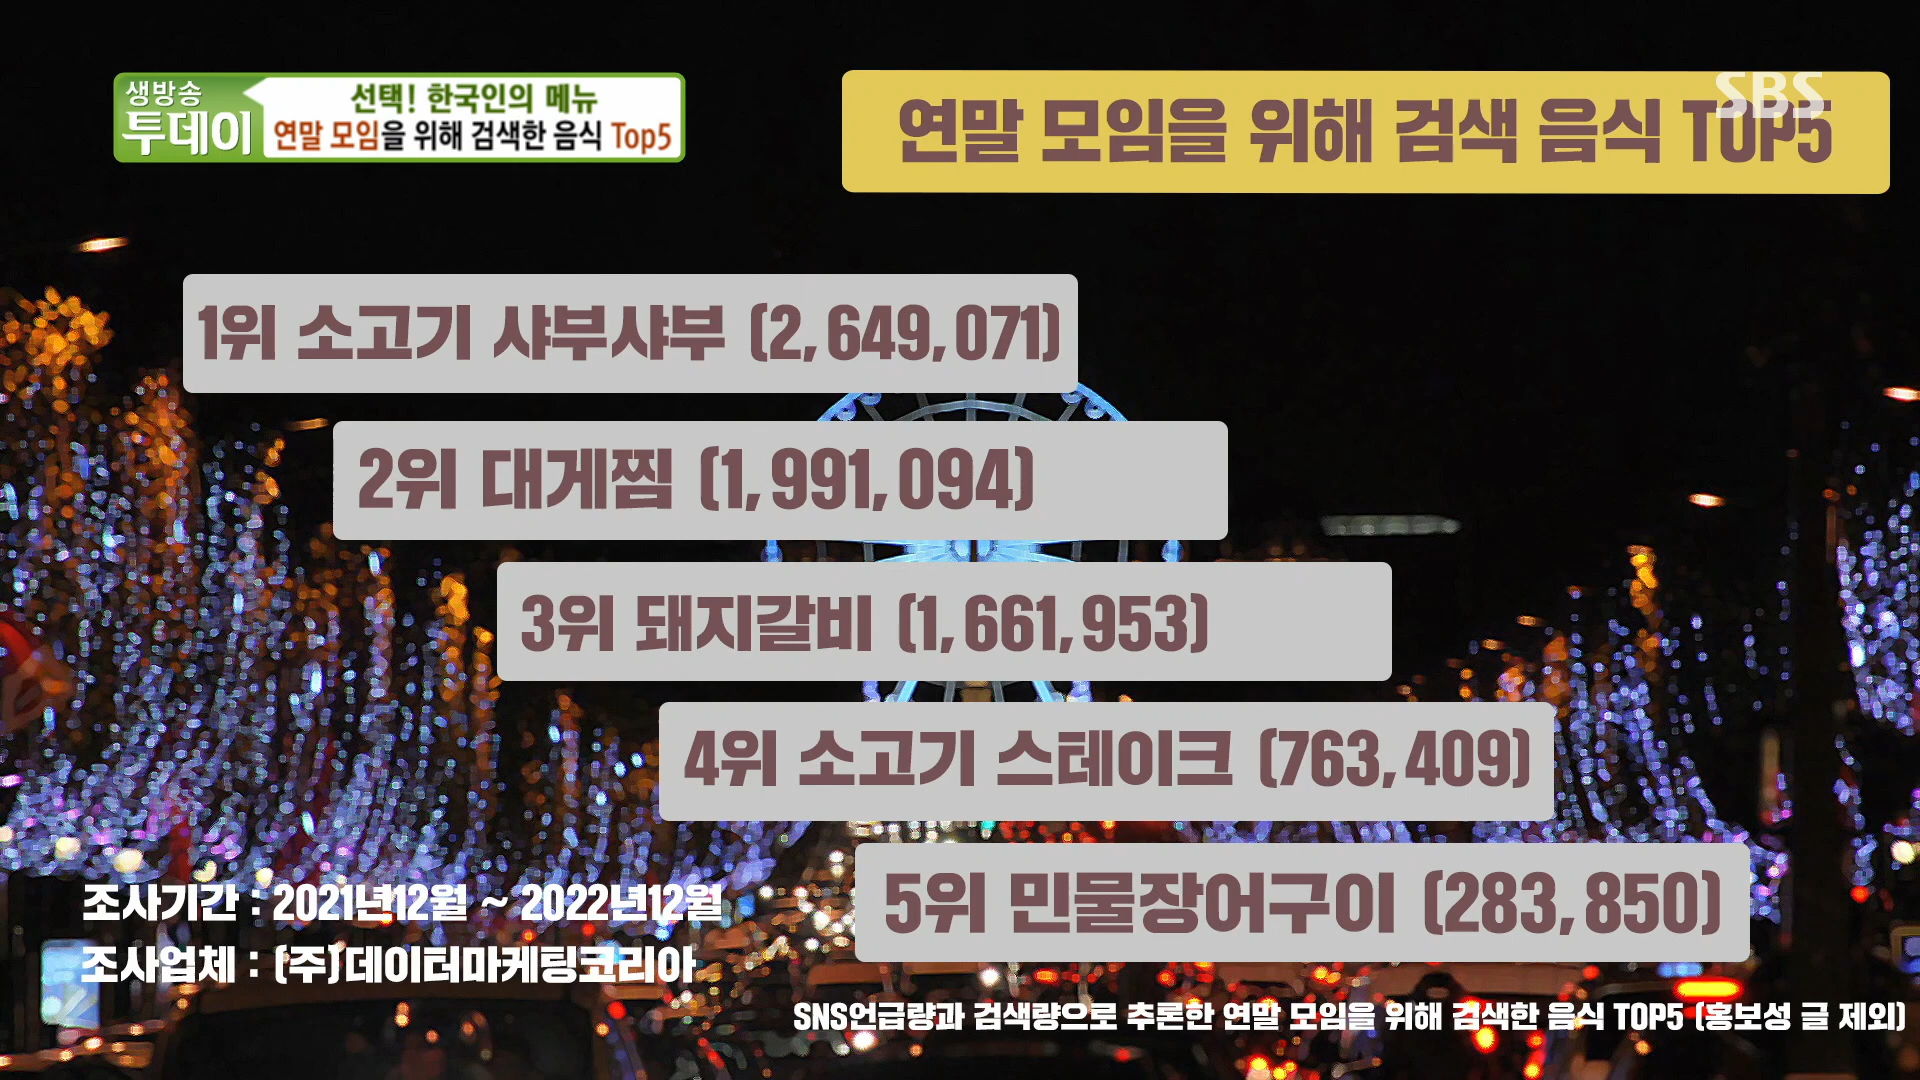 생방송
투데이
선택! 한국인의 메뉴
연말 모임을 위해 검색한 음식 Top5
SBS
연말 모임을 위해 검색 음식 TOP5
1위 소고기 샤부샤부 (2,649,071)
2위 대게찜 (1,991,094)
3위 돼지갈비 (1,661,953)
4위 소고기 스테이크 (763,409)
5위 민물장어구이 (283,850)
조사기간 : 2021년12월 ~ 2022년12월
조사업체 : (주)데이터마케팅코리아
SNS언급량과 검색량으로 추론한 연말 모임을 위해 검색한 음식 TOP5 (홍보성 글 제외)